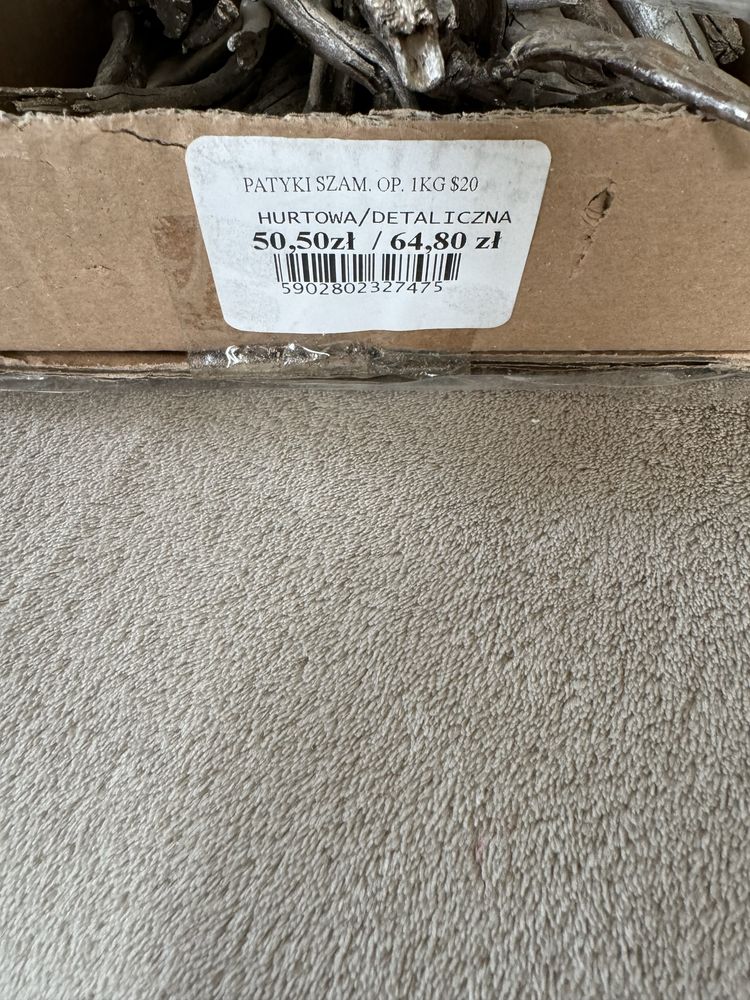 PATYKI SZAM. OP. 1KG $20
HURTOWA/DETALICZNA
50,50zł / 64,80 zł
5902802327475